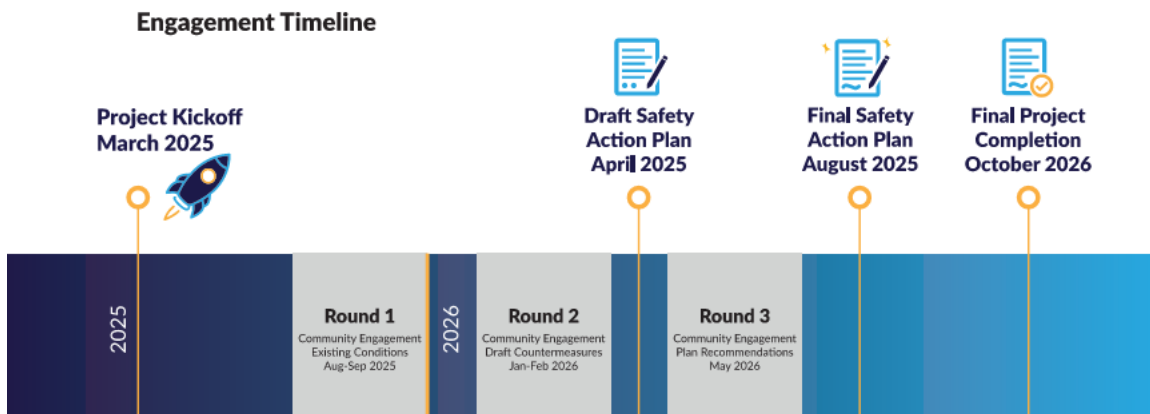 Engagement Timeline
Project Kickoff
March 2025
Draft Safety
Action Plan
April 2025
Final Safety
Action Plan
August 2025
Final Project
Completion
October 2026
2025
Round 1
Community Engagement
Existing Conditions
Aug-Sep 2025
2026
Round 2
Community Engagement
Draft Countermeasures
Jan-Feb 2026
Round 3
Community Engagement
Plan Recommendations
May 2026